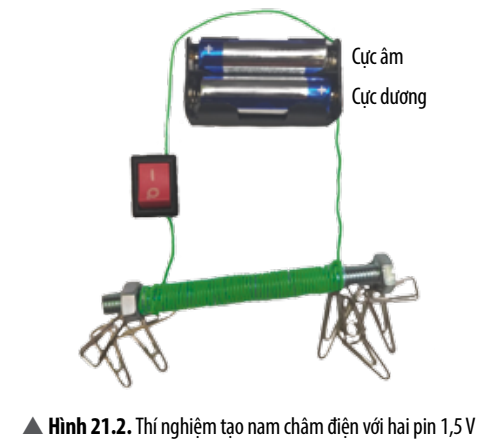 Cực âm
Cực dương
▲ Hình 21.2. Thí nghiệm tạo nam châm điện với hai pin 1,5 V